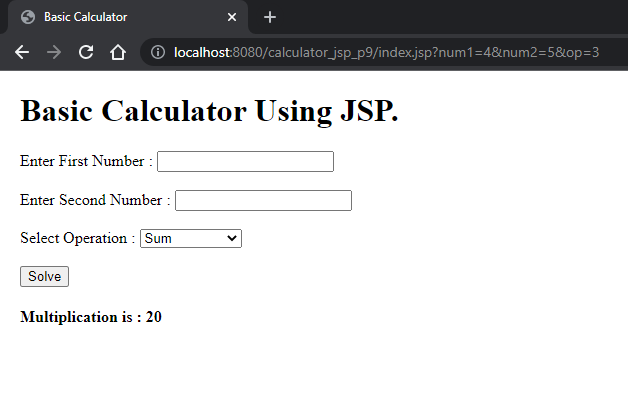 Basic Calculator
localhost:8080/calculator_jsp_p9/index.jsp?num1=4&num2=5&op=3
Basic Calculator Using JSP.
Enter First Number :
Enter Second Number :
Select Operation : Sum
Solve
Multiplication is : 20